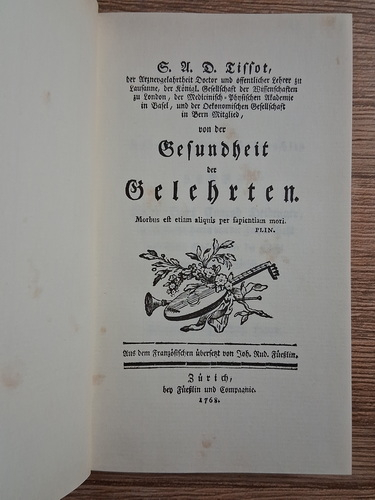 S. A. D. Tissot,
der Arzneygelahrtheit Doctor und öffentlicher Lehrer zu
Lausanne, der Königl. Gesellschaft der Wissenschaften
zu London, der Medicinisch-Physischen Akademie
in Basel, und der Oekonomischen Gesellschaft
in Bern Mitglied,
von der
Gesundheit
der
Gelehrten.
Morbus est etiam aliquis per sapientiam mori.
PLIN.
Aus dem Französischen übersetzt von Joh. Rud. Füeßlin.
Zürich,
bey Füeßlin und Compagnie.
1768.